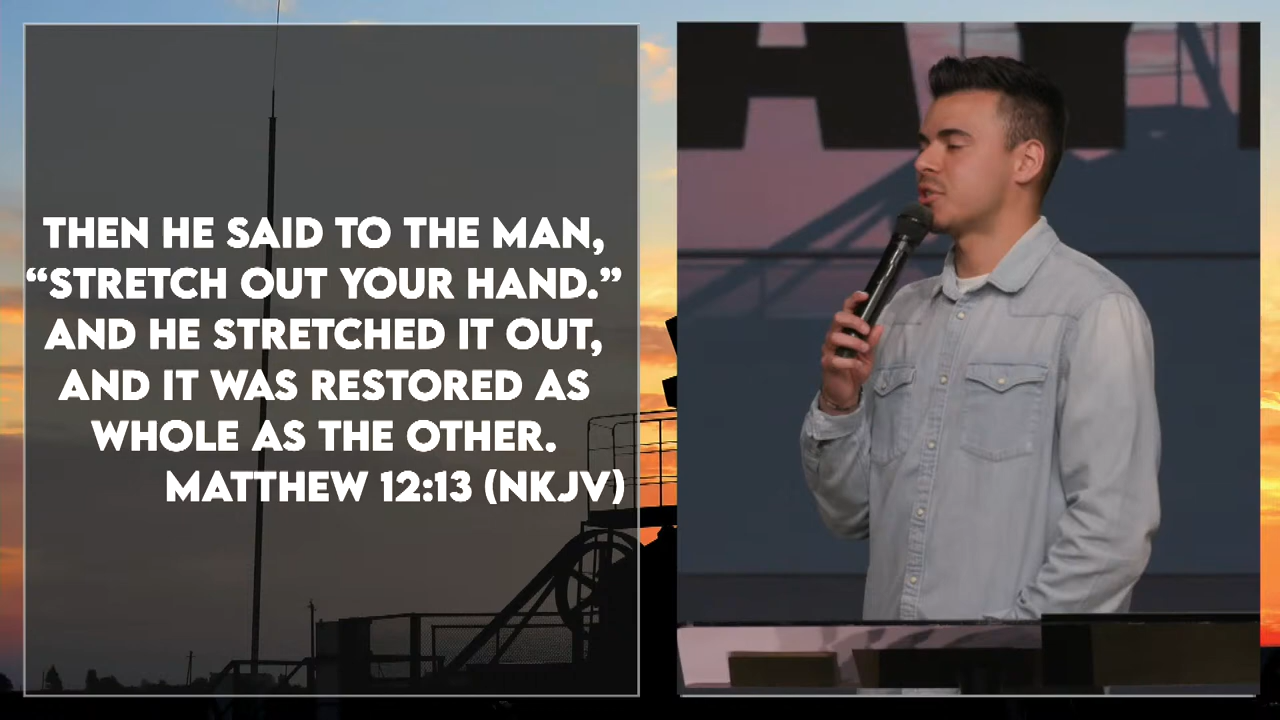 THEN HE SAID TO THE MAN,
“STRETCH OUT YOUR HAND.”
AND HE STRETCHED IT OUT,
AND IT WAS RESTORED AS
WHOLE AS THE OTHER.
MATTHEW 12:13 (NKJV)